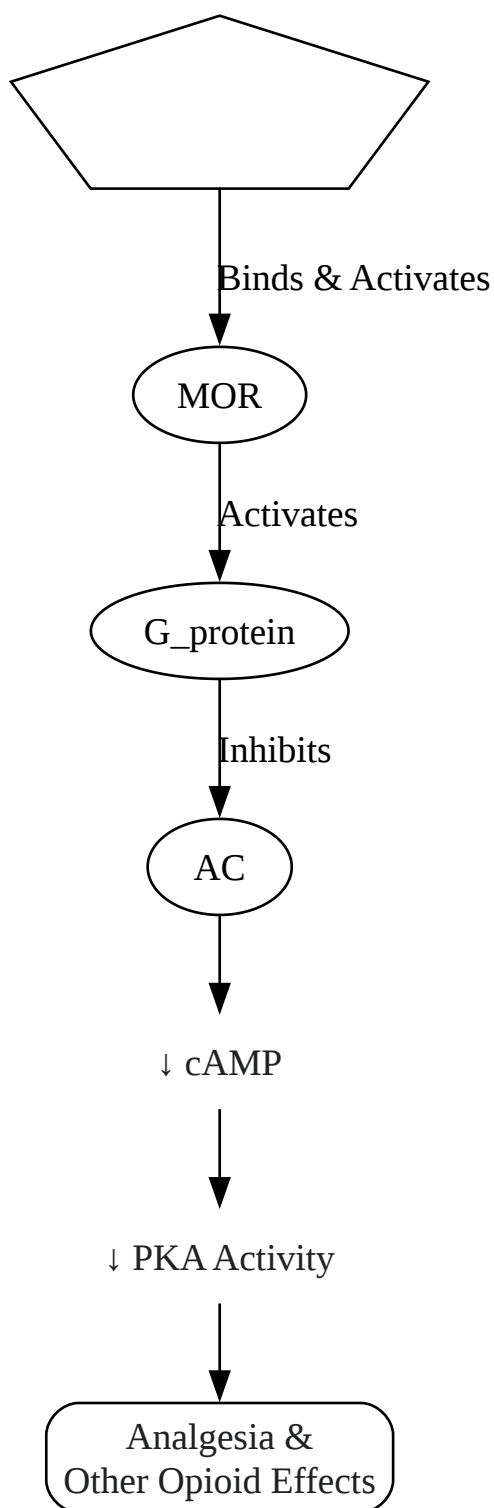 Binds & Activates
MOR
Activates
G_protein
Inhibits
AC
↓ cAMP
↓ PKA Activity
Analgesia &
Other Opioid Effects